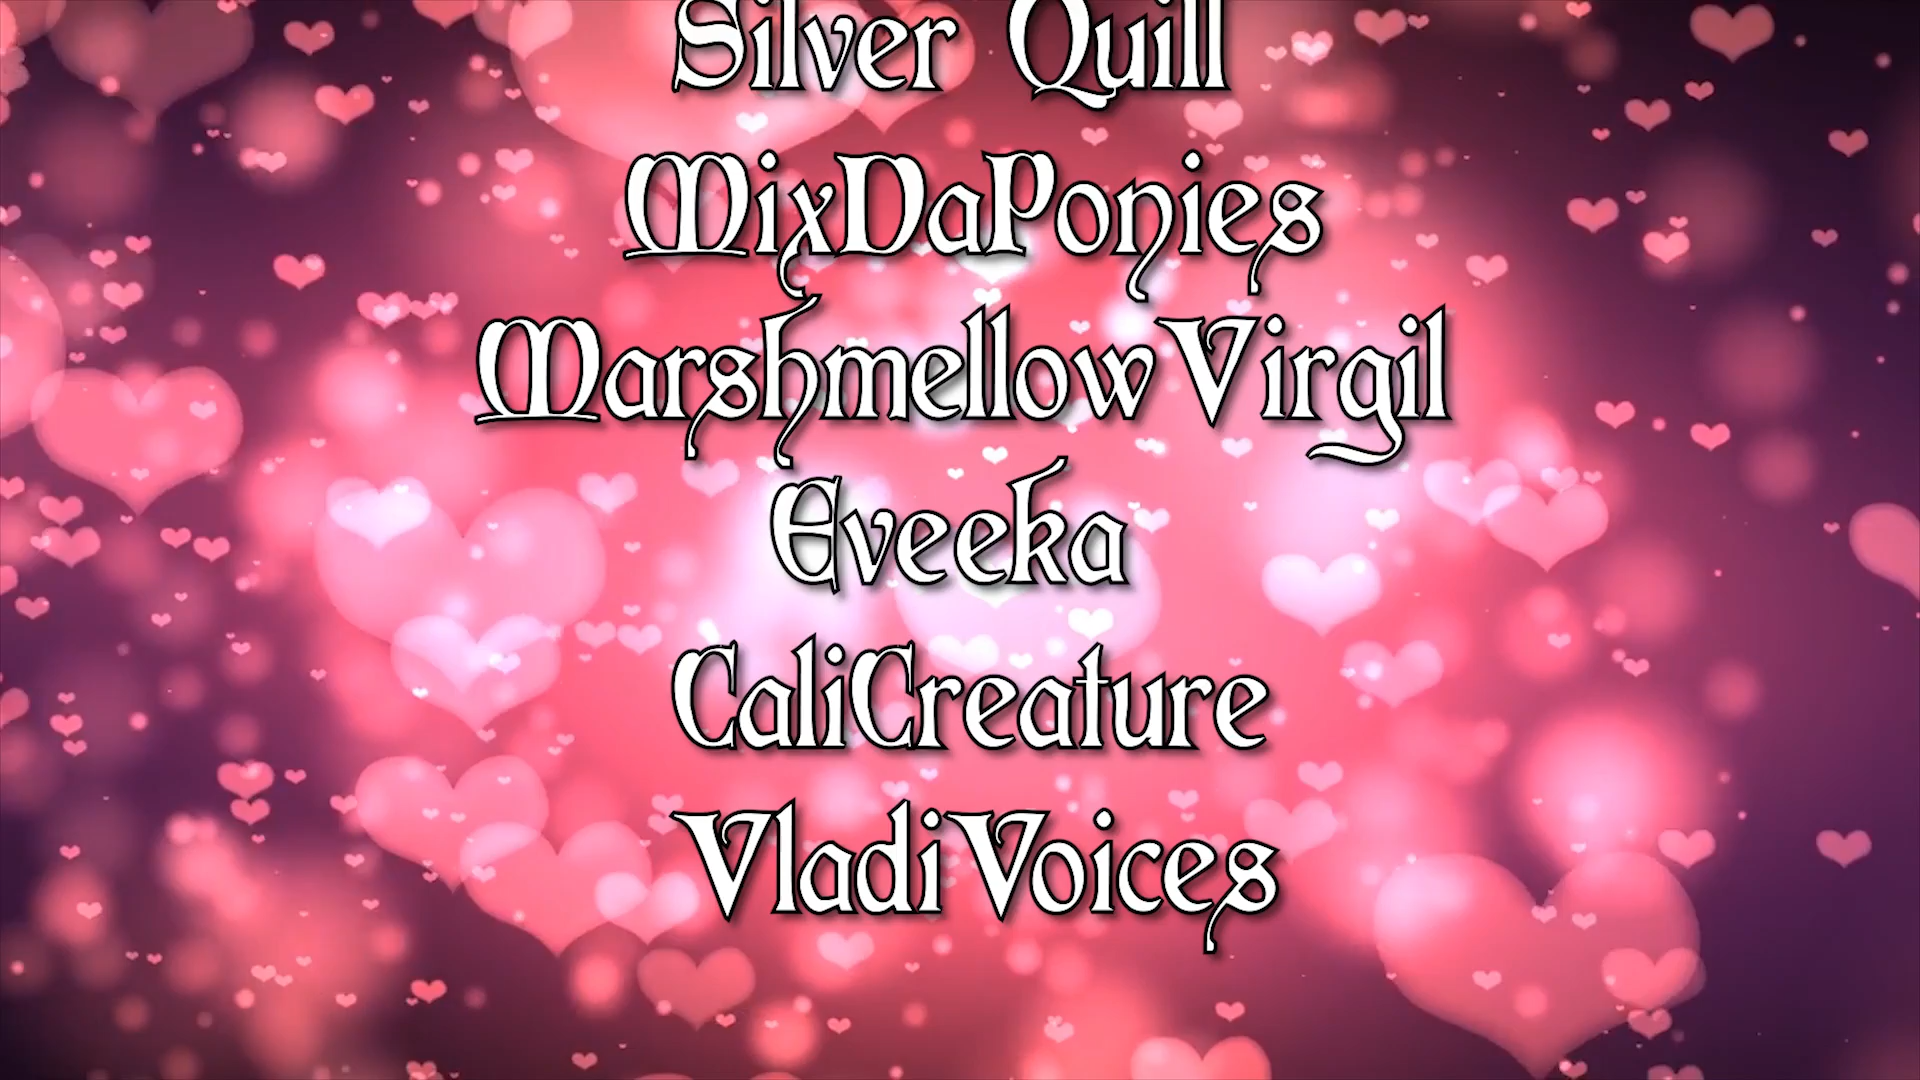 Silver Quill
MixDaPonies
MarshmellowVirgil
Eveeka
CaliCreature
VladiVoices